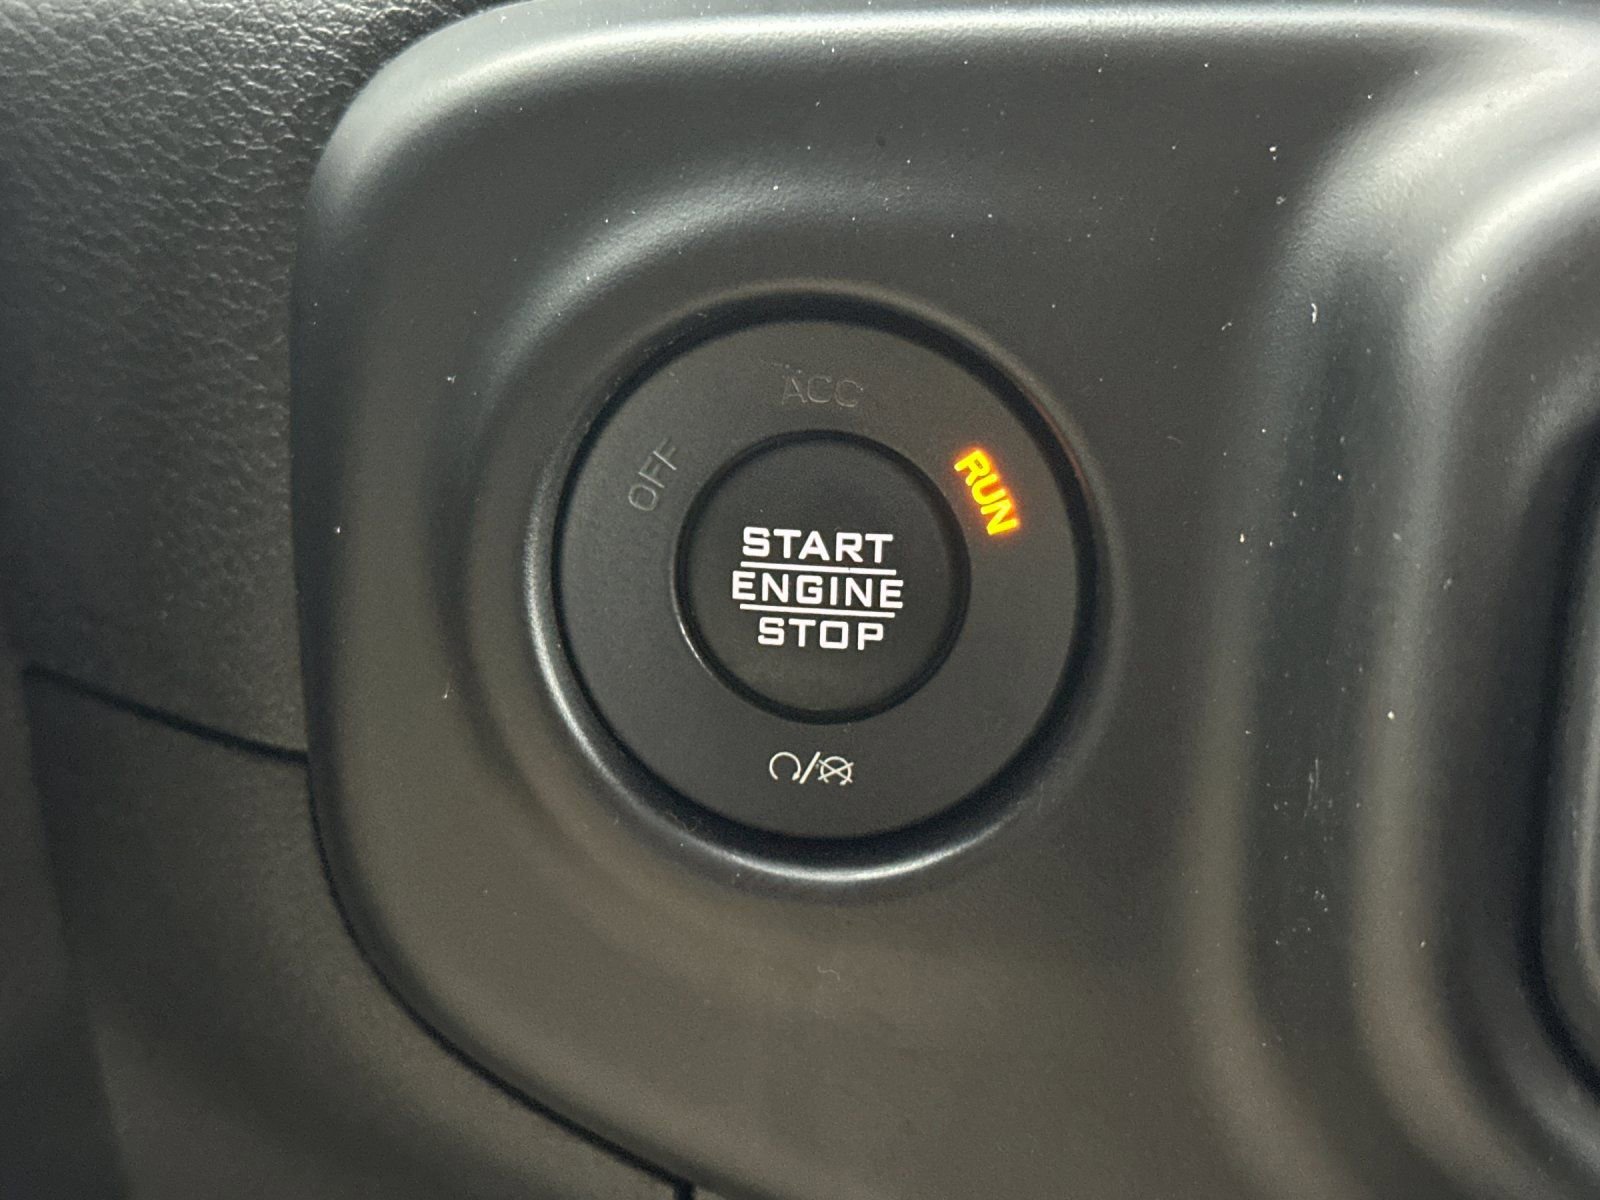 ACC
OFF
RUN
START
ENGINE
STOP